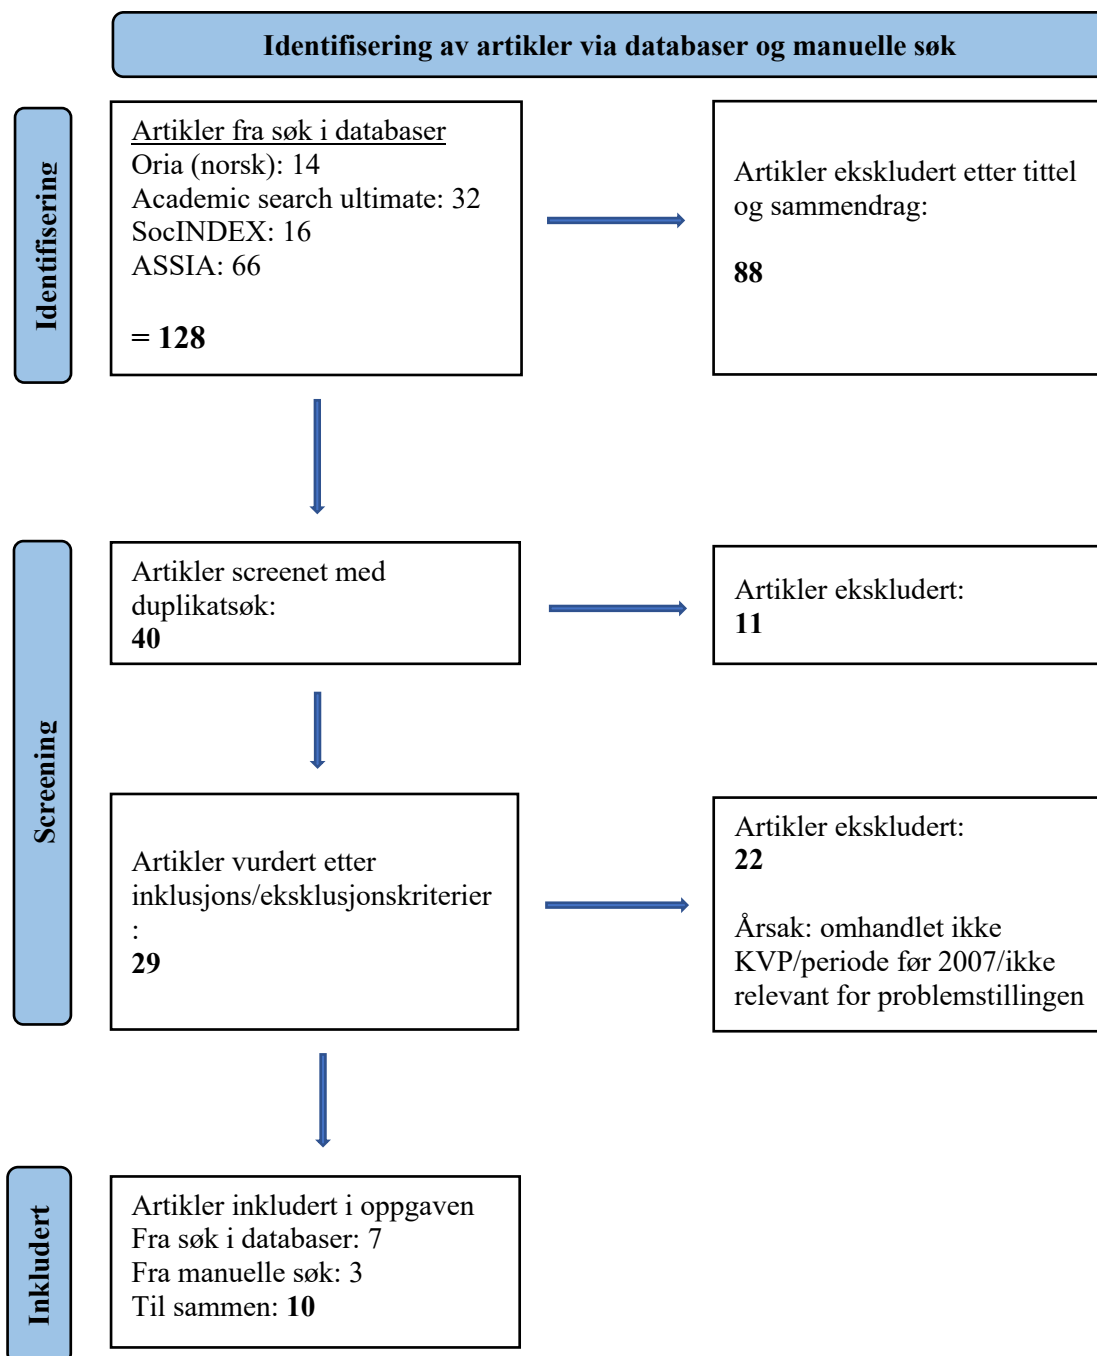 Identifisering av artikler via databaser og manuelle søk
Identifisering
Artikler fra søk i databaser
Oria (norsk): 14
Academic search ultimate: 32
SocINDEX: 16
ASSIA: 66
= 128
Artikler ekskludert etter tittel
og sammendrag:
88
Screening
Artikler screenet med
duplikatsøk:
40
Artikler ekskludert:
11
Artikler vurdert etter
inklusjons/eksklusjonskriterier
:
29
Artikler ekskludert:
22
Årsak: omhandlet ikke
KVP/periode før 2007/ikke
relevant for problemstillingen
Inkludert
Artikler inkludert i oppgaven
Fra søk i databaser: 7
Fra manuelle søk: 3
Til sammen: 10